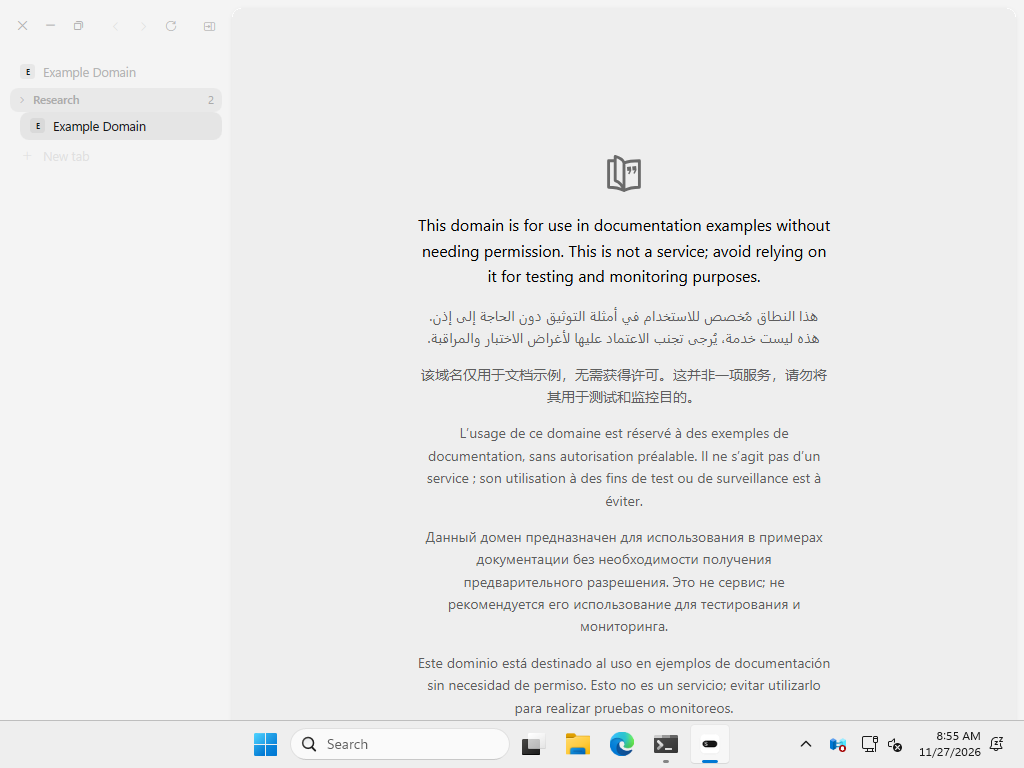 E Example Domain
Research 2
E Example Domain
+ New tab
This domain is for use in documentation examples without
needing permission. This is not a service; avoid relying on
it for testing and monitoring purposes.
هذا النطاق مُخصص للاستخدام في أمثلة التوثيق دون الحاجة إلى إذن.
هذه ليست خدمة، يُرجى تجنب الاعتماد عليها لأغراض الاختبار والمراقبة.
该域名仅用于文档示例，无需获得许可。这并非一项服务，请勿将
其用于测试和监控目的。
L’usage de ce domaine est réservé à des exemples de
documentation, sans autorisation préalable. Il ne s’agit pas d’un
service ; son utilisation à des fins de test ou de surveillance est à
éviter.
Данный домен предназначен для использования в примерах
документации без необходимости получения
предварительного разрешения. Это не сервис; не
рекомендуется его использование для тестирования и
мониторинга.
Este dominio está destinado al uso en ejemplos de documentación
sin necesidad de permiso. Esto no es un servicio; evitar utilizarlo
para realizar pruebas o monitoreos.
Search
8:55 AM
11/27/2026